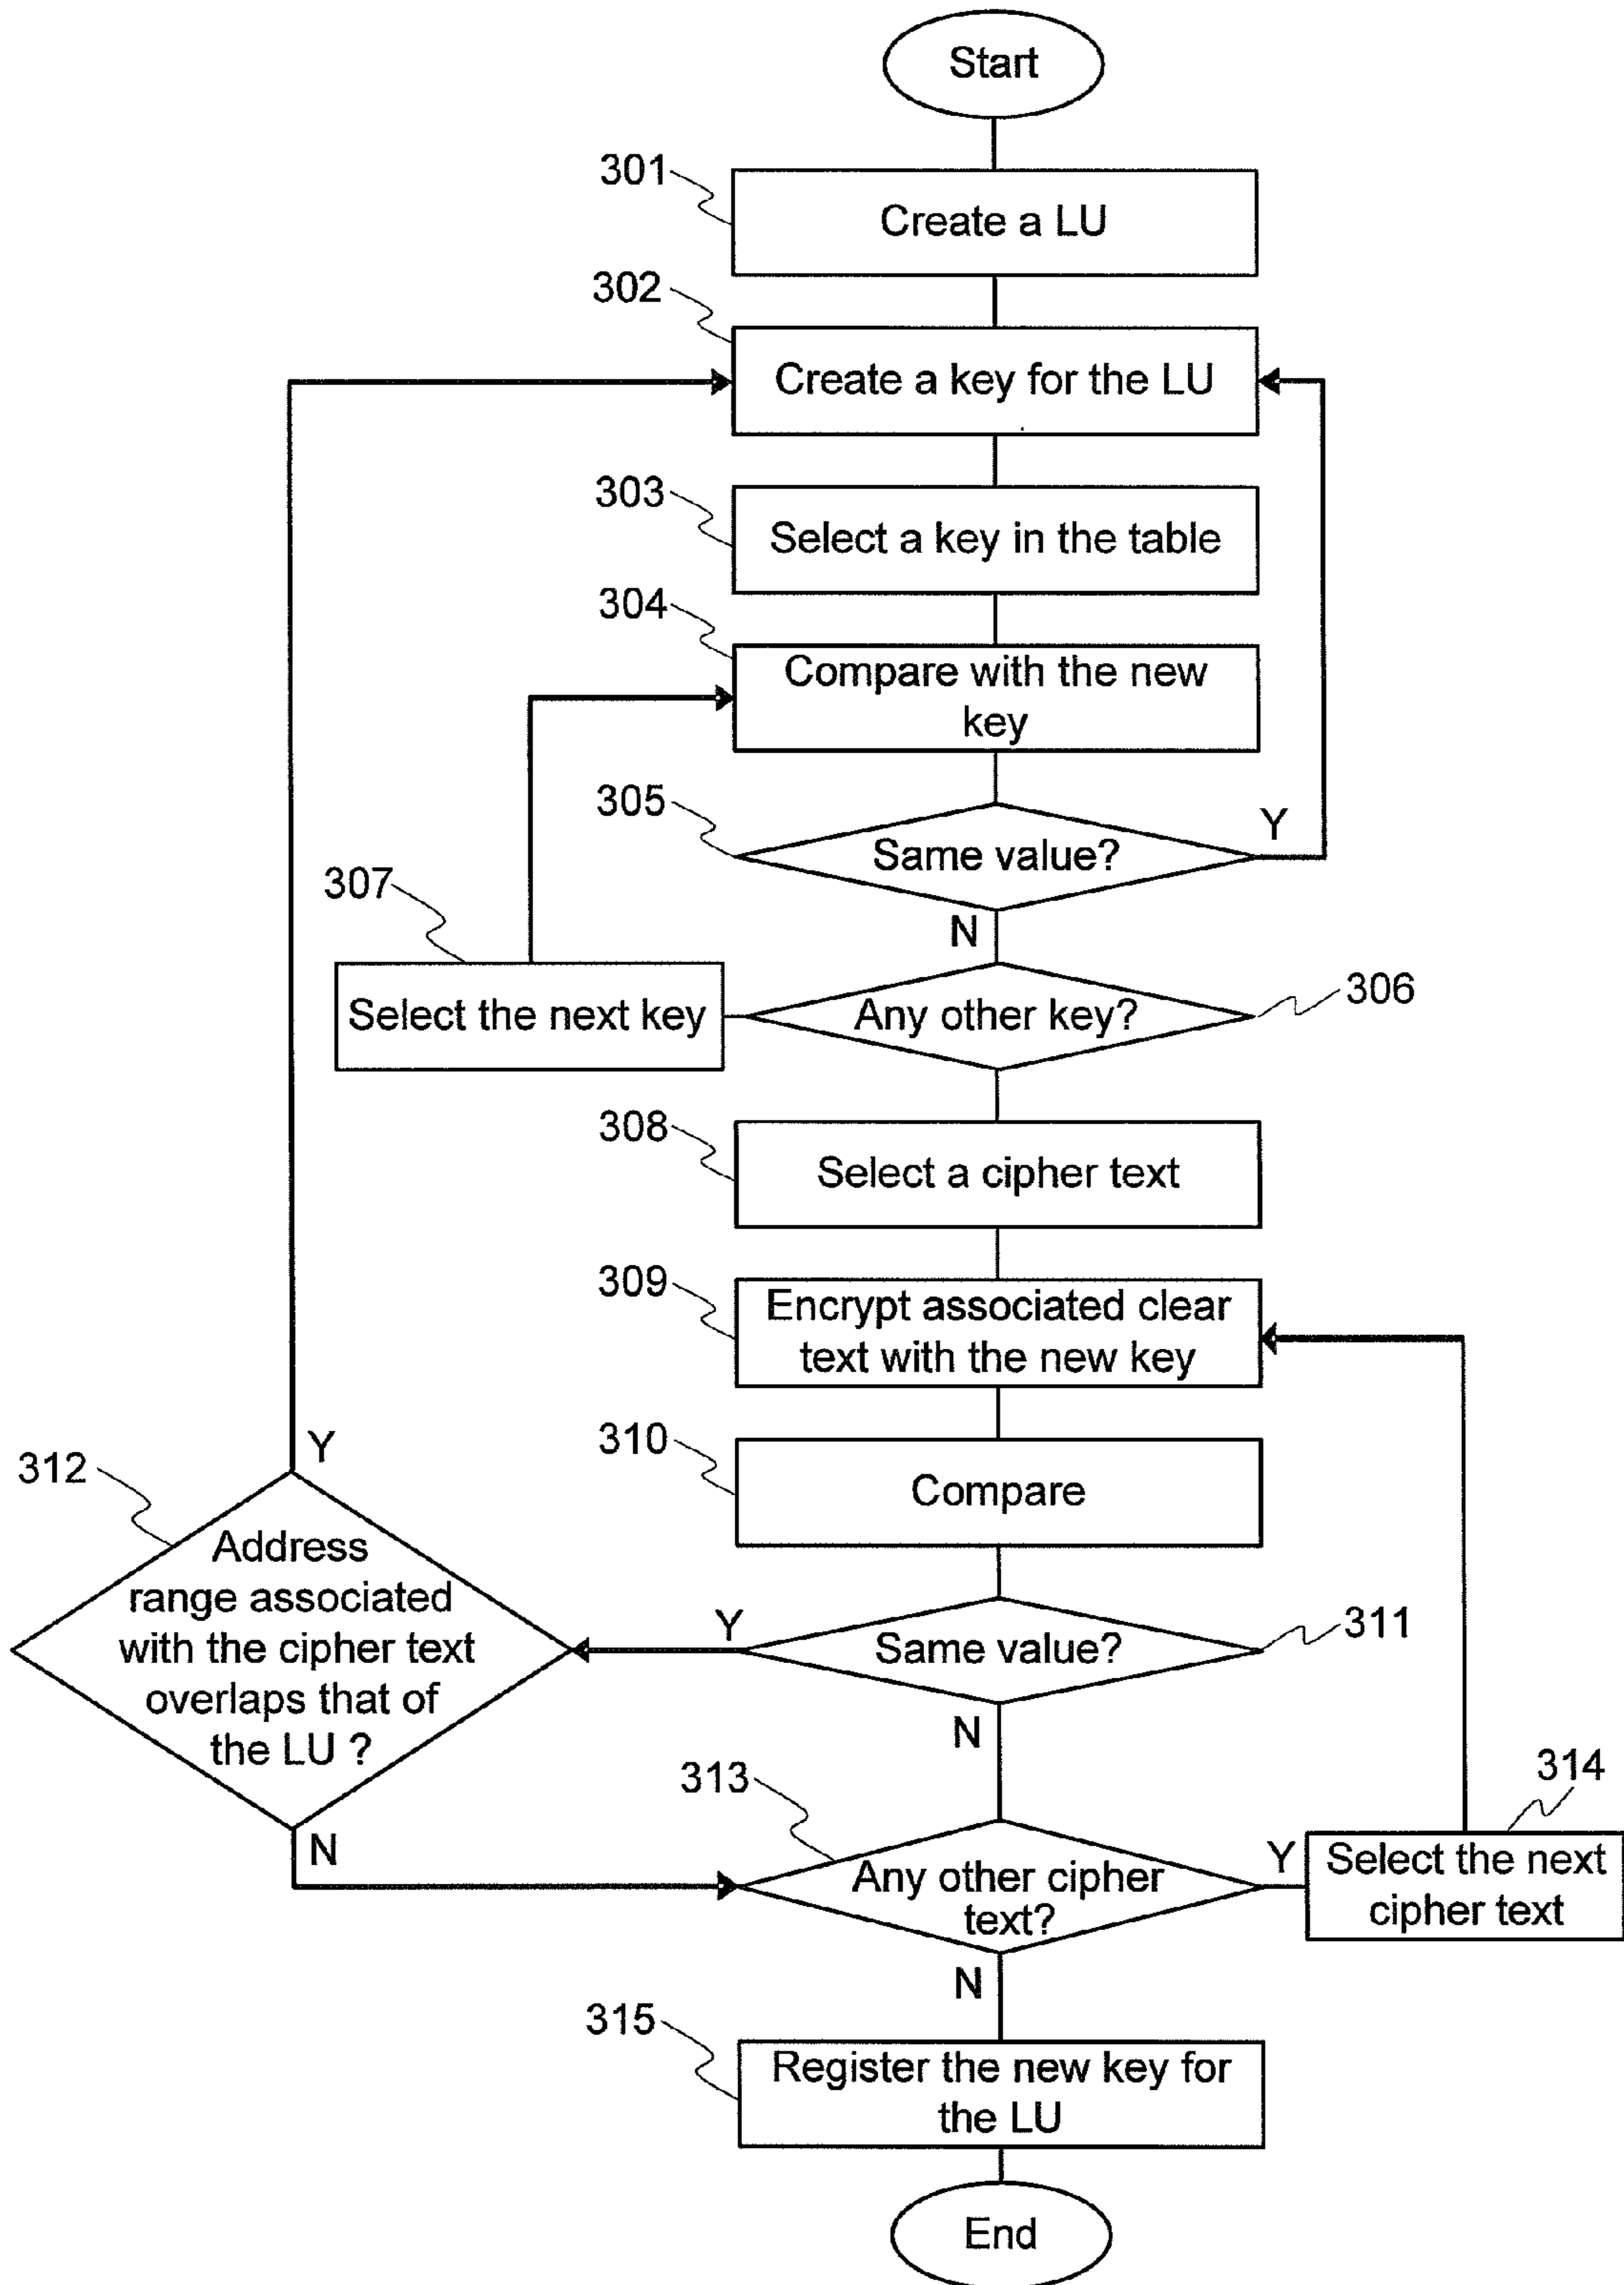 Start
301
Create a LU
302
Create a key for the LU
303
Select a key in the table
304
Compare with the new
key
305
Same value?
Y
N
307
Select the next key
Any other key?
306
308
Select a cipher text
309
Encrypt associated clear
text with the new key
310
Compare
Y
312
Address
range associated
with the cipher text
overlaps that of
the LU ?
N
Y
Same value?
311
N
313
Any other cipher
text?
Y
314
Select the next
cipher text
N
315
Register the new key for
the LU
End